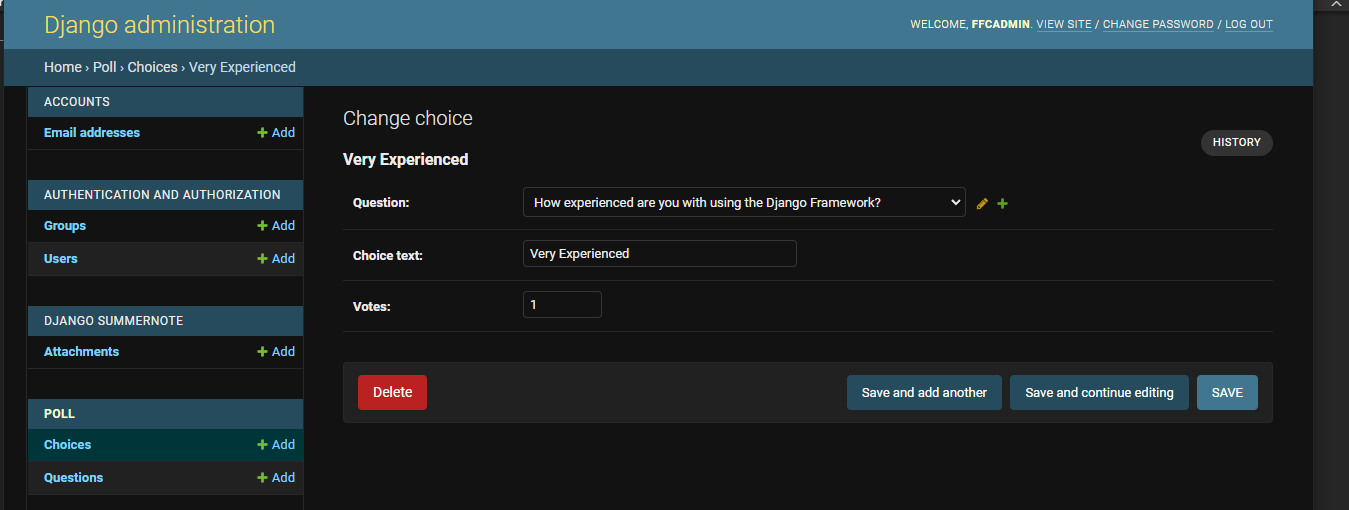 Django administration
WELCOME, FFCADMIN. VIEW SITE / CHANGE PASSWORD / LOG OUT
Home › Poll › Choices › Very Experienced
ACCOUNTS
Email addresses + Add
AUTHENTICATION AND AUTHORIZATION
Groups + Add
Users + Add
DJANGO SUMMERNOTE
Attachments + Add
POLL
Choices + Add
Questions + Add
Change choice
HISTORY
Very Experienced
Question: How experienced are you with using the Django Framework?
Choice text: Very Experienced
Votes: 1
Delete Save and add another Save and continue editing SAVE